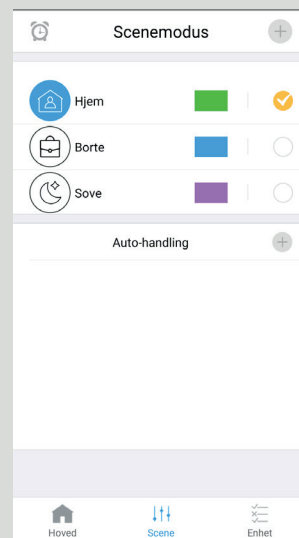 Scenemodus
Hjem
Borte
Sove
Auto-handling
Hoved Scene Enhet